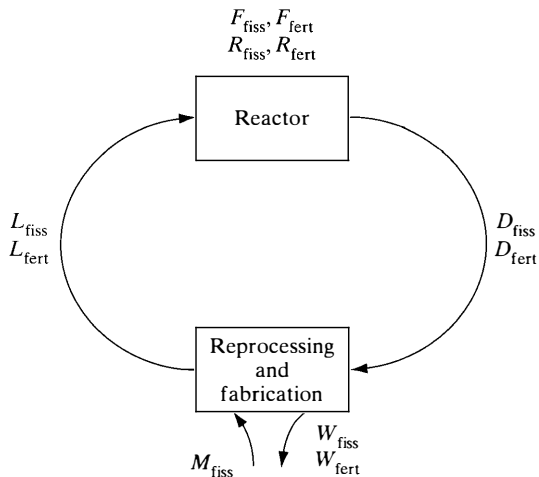 F_fiss, F_fert
R_fiss, R_fert
Reactor
L_fiss
L_fert
D_fiss
D_fert
Reprocessing
and
fabrication
M_fiss
W_fiss
W_fert